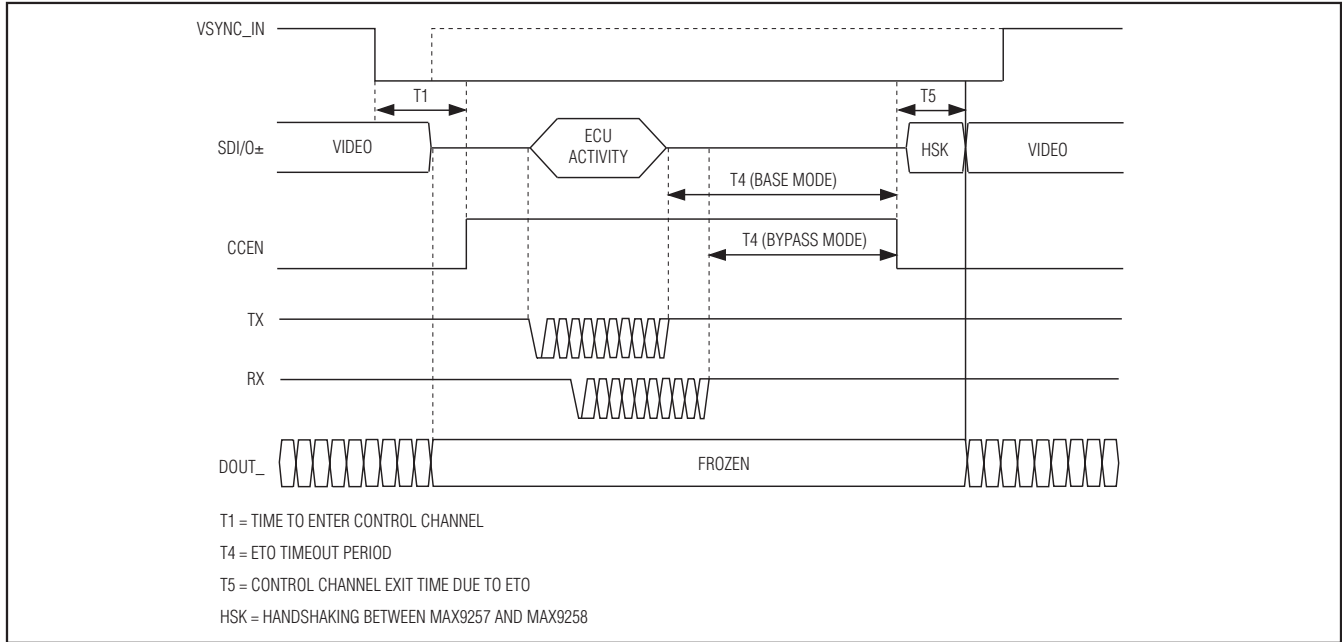 VSYNC_IN
T1
T5
SDI/O±
VIDEO
ECU
ACTIVITY
HSK
VIDEO
T4 (BASE MODE)
CCEN
T4 (BYPASS MODE)
TX
RX
DOUT_
FROZEN
T1 = TIME TO ENTER CONTROL CHANNEL
T4 = ETO TIMEOUT PERIOD
T5 = CONTROL CHANNEL EXIT TIME DUE TO ETO
HSK = HANDSHAKING BETWEEN MAX9257 AND MAX9258